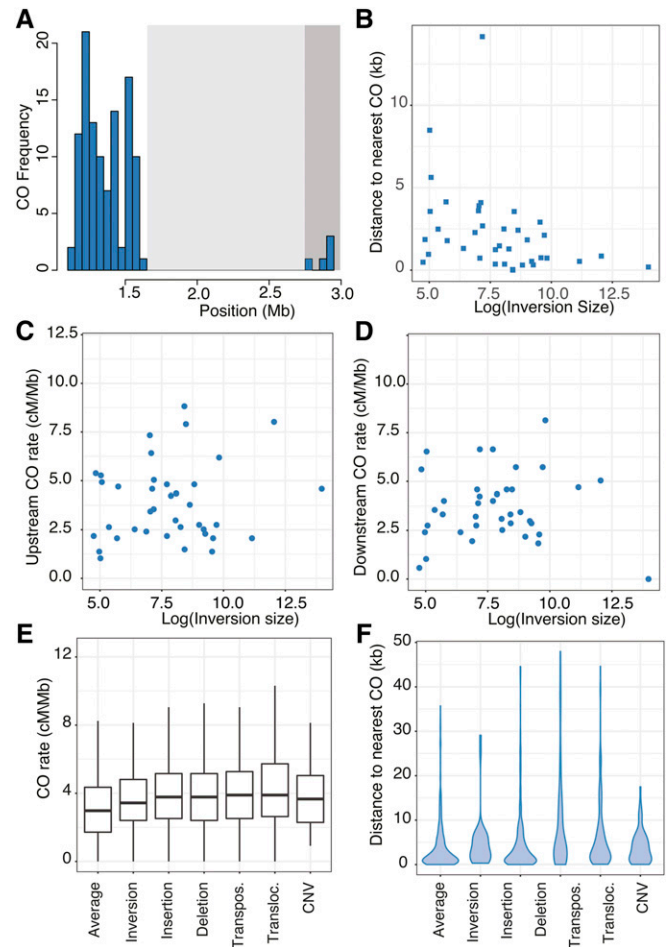 A
CO Frequency
20
15
10
5
0
1.5
2.0
2.5
3.0
Position (Mb)
B
Distance to nearest CO (kb)
10
5
0
5.0
7.5
10.0
12.5
Log(Inversion Size)
C
Upstream CO rate (cM/Mb)
12.5
10.0
7.5
5.0
2.5
0.0
5.0
7.5
10.0
12.5
Log(Inversion size)
D
Downstream CO rate (cM/Mb)
12.5
10.0
7.5
5.0
2.5
0.0
5.0
7.5
10.0
12.5
Log(Inversion size)
E
CO rate (cM\Mb)
12
8
4
0
Average
Inversion
Insertion
Deletion
Transpos.
Transloc.
CNV
F
Distance to nearest CO (kb)
50
40
30
20
10
0
Average
Inversion
Insertion
Deletion
Transpos.
Transloc.
CNV